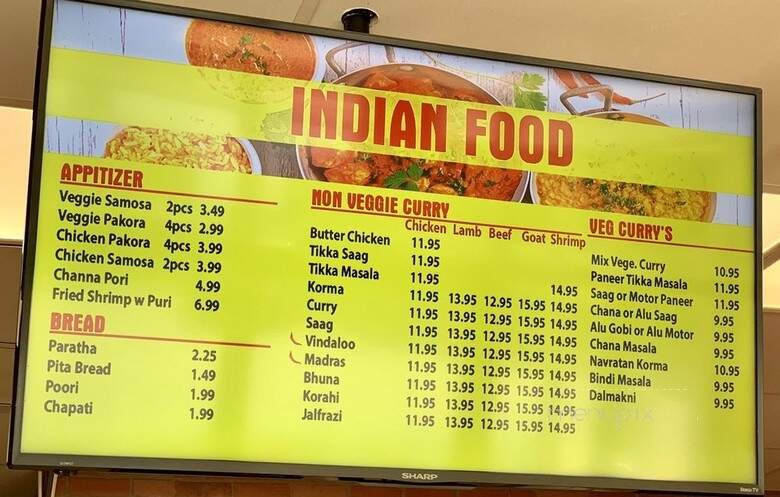 INDIAN FOOD
APPITIZER
Veggie Samosa 2pcs 3.49
Veggie Pakora 4pcs 2.99
Chicken Pakora 4pcs 3.99
Chicken Samosa 2pcs 3.99
Channa Pori 4.99
Fried Shrimp w Puri 6.99
BREAD
Paratha 2.25
Pita Bread 1.49
Poori 1.99
Chapati 1.99
NON VEGGIE CURRY
Chicken Lamb Beef Goat Shrimp
Butter Chicken 11.95
Tikka Saag 11.95
Tikka Masala 11.95 14.95
Korma 11.95 13.95 12.95 15.95 14.95
Curry 11.95 13.95 12.95 15.95 14.95
Saag 11.95 13.95 12.95 15.95 14.95
Vindaloo 11.95 13.95 12.95 15.95 14.95
Madras 11.95 13.95 12.95 15.95 14.95
Bhuna 11.95 13.95 12.95 15.95 14.95
Korahi 11.95 13.95 12.95 15.95 14.95
Jalfrazi 11.95 13.95 12.95 15.95 14.95
VEG CURRY'S
Mix Vege. Curry 10.95
Paneer Tikka Masala 11.95
Saag or Motor Paneer 11.95
Chana or Alu Saag 9.95
Alu Gobi or Alu Motor 9.95
Chana Masala 9.95
Navratan Korma 10.95
Bindi Masala 9.95
Dalmakni 9.95
SHARP
Roku TV